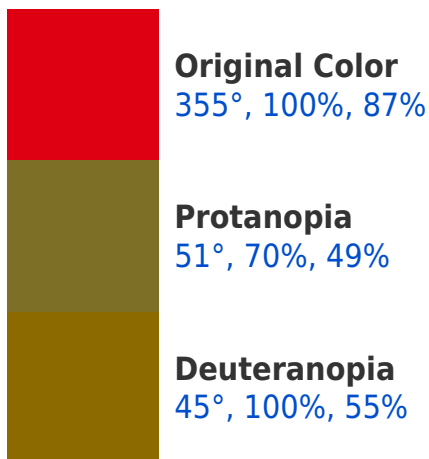 Original Color
355°, 100%, 87%
Protanopia
51°, 70%, 49%
Deuteranopia
45°, 100%, 55%